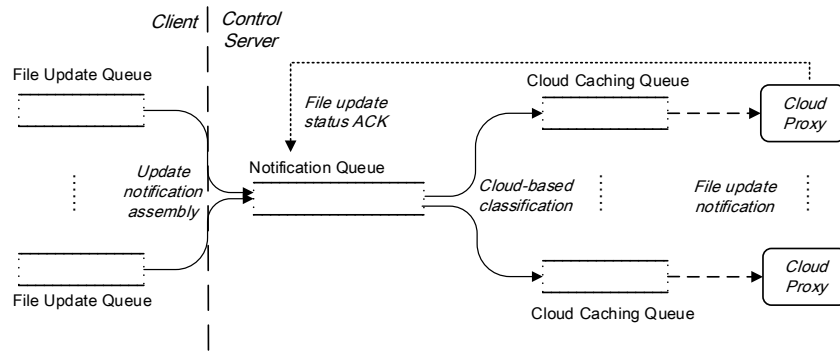 Client
Control
Server
File Update Queue
Cloud Caching Queue
Cloud
Proxy
File update
status ACK
Notification Queue
Update
notification
assembly
Cloud-based
classification
File update
notification
File Update Queue
Cloud Caching Queue
Cloud
Proxy